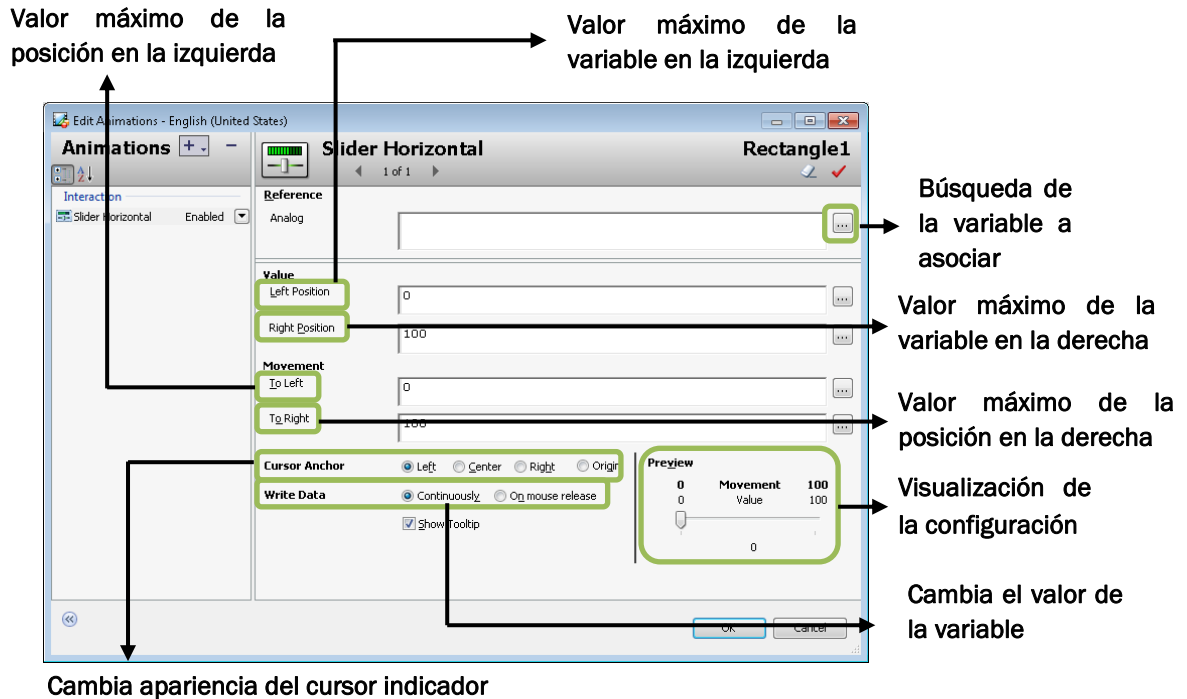 Valor máximo de la
posición en la izquierda
Valor máximo de la
variable en la izquierda
Edit Animations - English (United States)
Animations
Slider Horizontal
Rectangle1
1 of 1
Interaction
Slider Horizontal Enabled
Reference
Analog
...
Búsqueda de
la variable a
asociar
Value
Left Position
0
...
Right Position
100
...
Valor máximo de la
variable en la derecha
Movement
To Left
0
...
To Right
100
...
Valor máximo de la
posición en la derecha
Cursor Anchor Left Center Right Origin
Write Data Continuously On mouse release
Show Tooltip
Preview
0 Movement 100
0 Value 100
0
Visualización de
la configuración
OK Cancel
Cambia el valor de
la variable
Cambia apariencia del cursor indicador